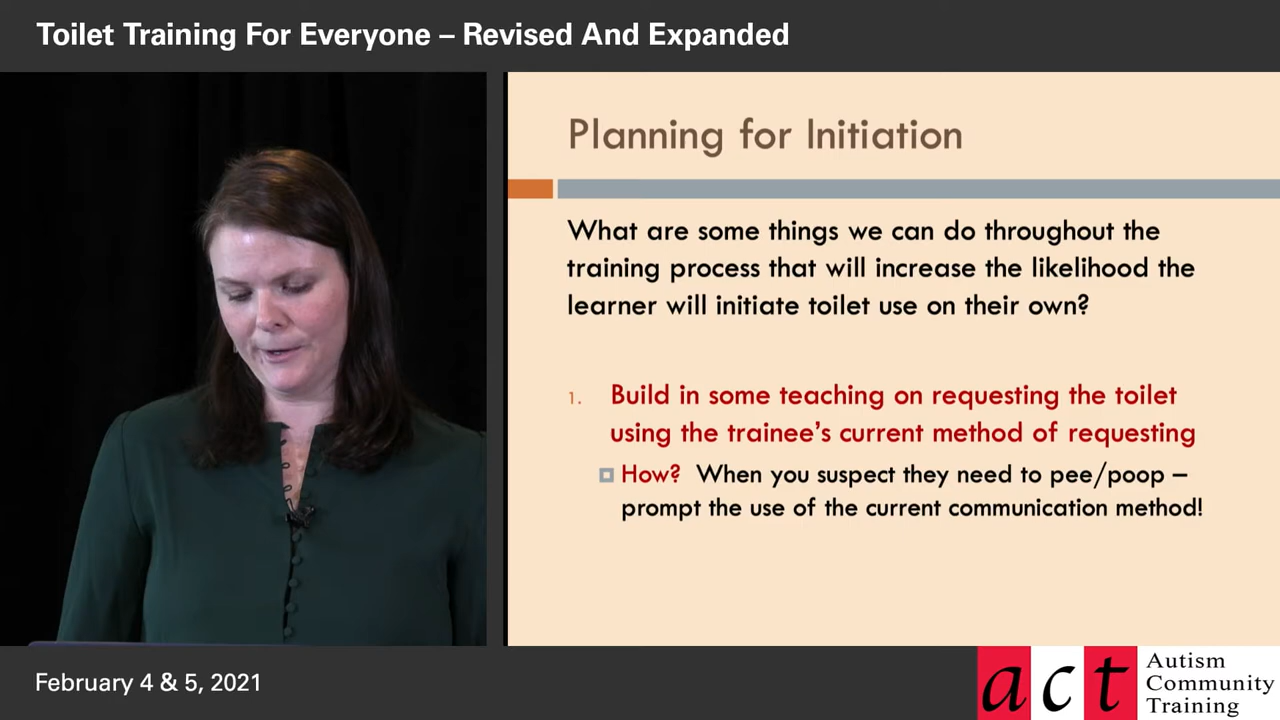 Toilet Training For Everyone – Revised And Expanded
Planning for Initiation
What are some things we can do throughout the
training process that will increase the likelihood the
learner will initiate toilet use on their own?
1. Build in some teaching on requesting the toilet
using the trainee's current method of requesting
How? When you suspect they need to pee/poop –
prompt the use of the current communication method!
February 4 & 5, 2021
act
Autism
Community
Training